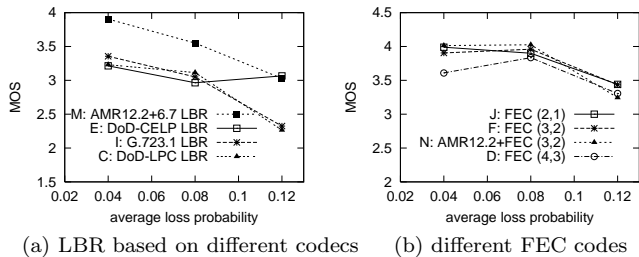 4
3.5
3
2.5
2
1.5
MOS
M: AMR12.2+6.7 LBR
E: DoD-CELP LBR
I: G.723.1 LBR
C: DoD-LPC LBR
0.02 0.04 0.06 0.08 0.1 0.12
average loss probability
(a) LBR based on different codecs
4.5
4
3.5
3
2.5
2
MOS
J: FEC (2,1)
F: FEC (3,2)
N: AMR12.2+FEC (3,2)
D: FEC (4,3)
0.02 0.04 0.06 0.08 0.1 0.12
average loss probability
(b) different FEC codes